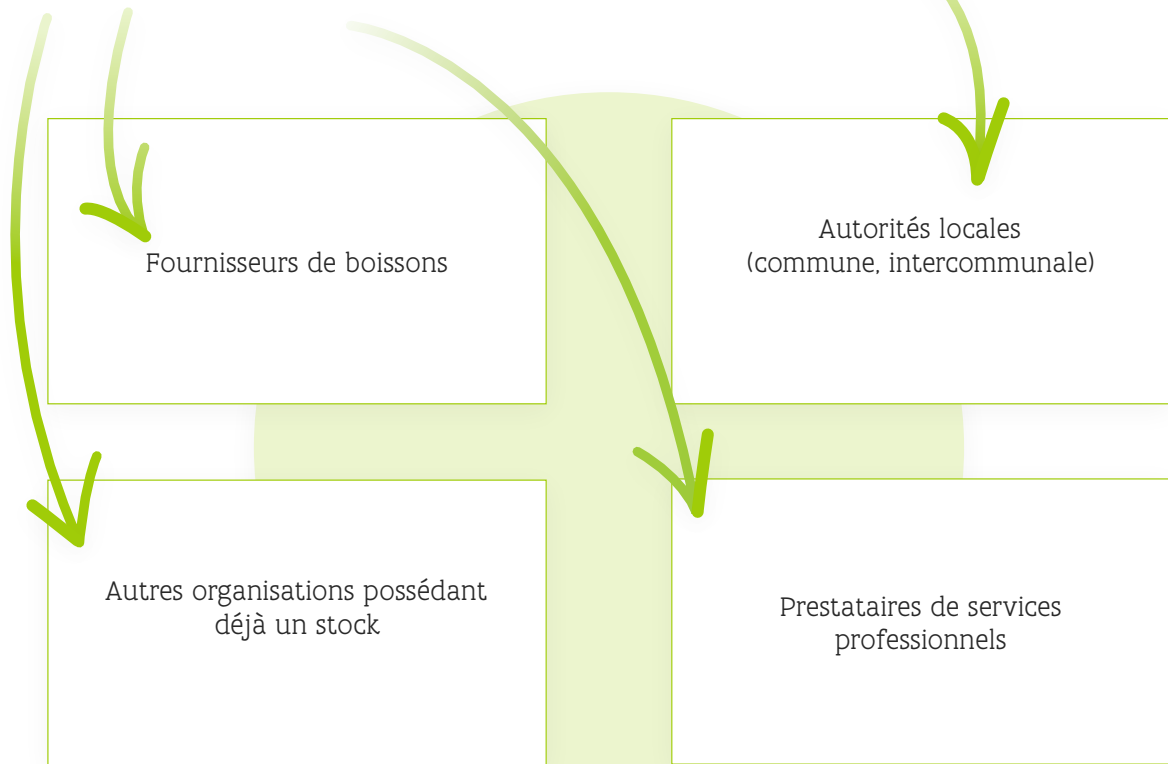 Fournisseurs de boissons
Autorités locales
(commune, intercommunale)
Autres organisations possédant
déjà un stock
Prestataires de services
professionnels